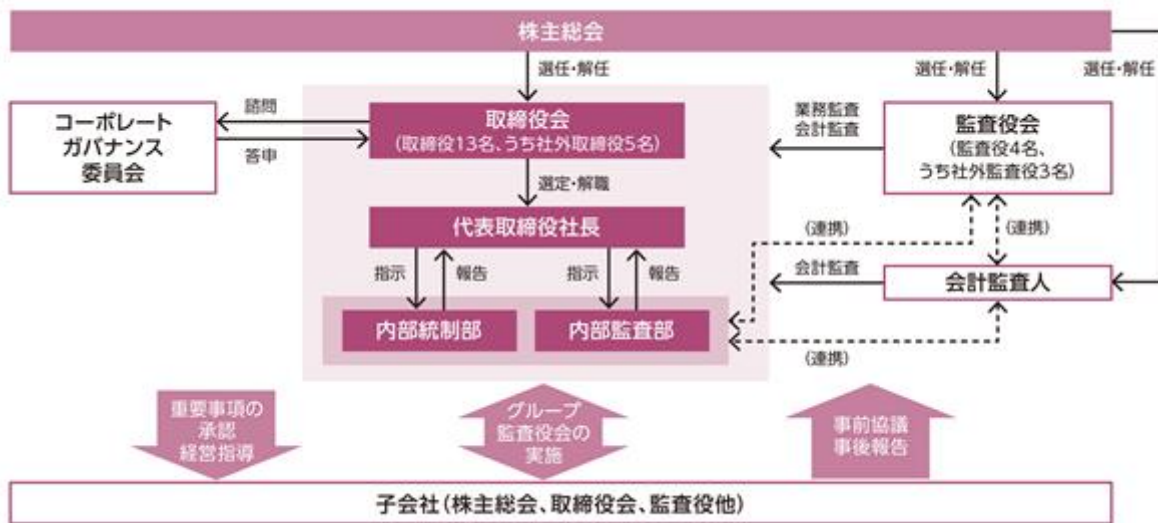 株主総会
選任・解任
選任・解任
選任・解任
コーポレート
ガバナンス
委員会
諮問
答申
取締役会
(取締役13名、うち社外取締役5名)
業務監査
会計監査
監査役会
(監査役4名、
うち社外監査役3名)
選定・解職
代表取締役社長
(連携)
(連携)
指示
報告
指示
報告
会計監査
会計監査人
内部統制部
内部監査部
(連携)
重要事項の
承認
経営指導
グループ
監査役会の
実施
事前協議
事後報告
子会社(株主総会、取締役会、監査役他)